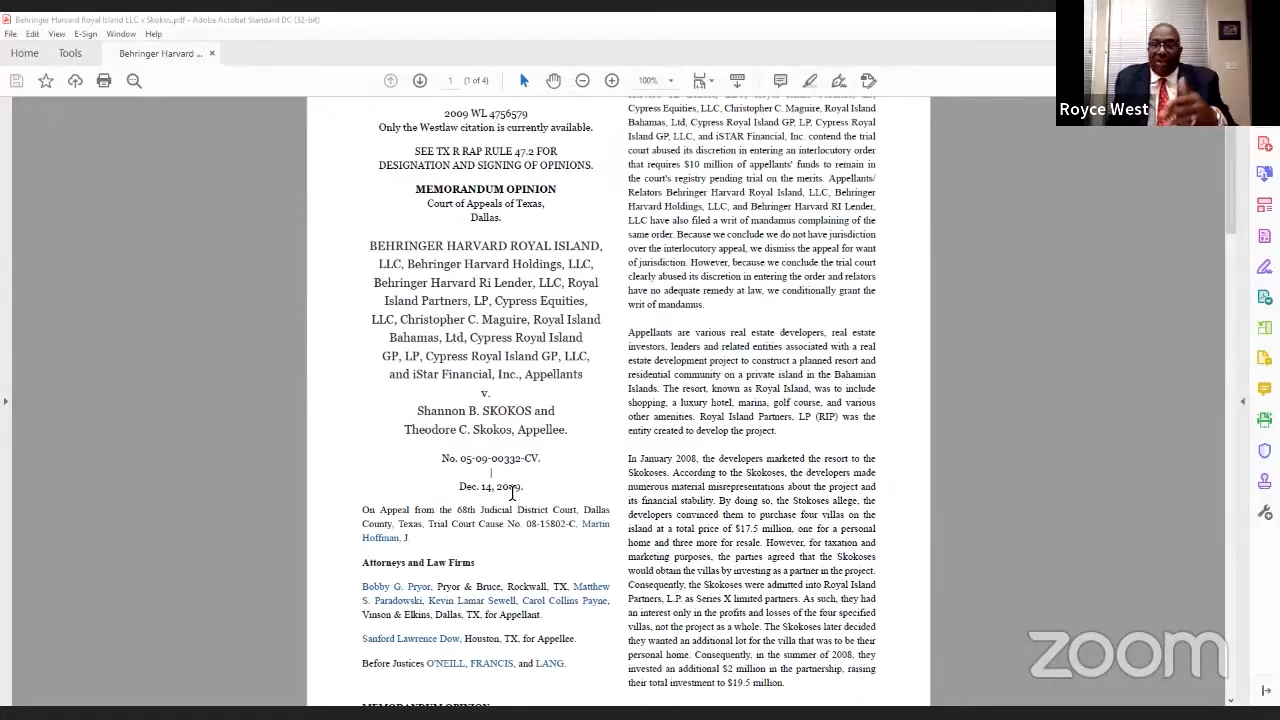 Behringer Harvard Royal Island LLC v Skokos.pdf - Adobe Acrobat Standard DC (32-bit)
File Edit View E-Sign Window Help
Home Tools Behringer Harvard ... ×
1 (1 of 4) 100%
Royce West
2009 WL 4756579
Only the Westlaw citation is currently available.
SEE TX R RAP RULE 47.2 FOR
DESIGNATION AND SIGNING OF OPINIONS.
MEMORANDUM OPINION
Court of Appeals of Texas,
Dallas.
BEHRINGER HARVARD ROYAL ISLAND,
LLC, Behringer Harvard Holdings, LLC,
Behringer Harvard Ri Lender, LLC, Royal
Island Partners, LP, Cypress Equities,
LLC, Christopher C. Maguire, Royal Island
Bahamas, Ltd, Cypress Royal Island
GP, LP, Cypress Royal Island GP, LLC,
and iStar Financial, Inc., Appellants
v.
Shannon B. SKOKOS and
Theodore C. Skokos, Appellee.
No. 05-09-00332-CV.
|
Dec. 14, 2009.
On Appeal from the 68th Judicial District Court, Dallas
County, Texas, Trial Court Cause No. 08-15802-C, Martin
Hoffman, J.
Attorneys and Law Firms
Bobby G. Pryor, Pryor & Bruce, Rockwall, TX, Matthew
S. Paradowski, Kevin Lamar Sewell, Carol Collins Payne,
Vinson & Elkins, Dallas, TX, for Appellant.
Sanford Lawrence Dow, Houston, TX, for Appellee.
Before Justices O'NEILL, FRANCIS, and LANG.
MEMORANDUM OPINION
Cypress Equities, LLC, Christopher C. Maguire, Royal Island
Bahamas, Ltd, Cypress Royal Island GP, LP, Cypress Royal
Island GP, LLC, and iSTAR Financial, Inc. contend the trial
court abused its discretion in entering an interlocutory order
that requires $10 million of appellants' funds to remain in
the court's registry pending trial on the merits. Appellants/
Relators Behringer Harvard Royal Island, LLC, Behringer
Harvard Holdings, LLC, and Behringer Harvard RI Lender,
LLC have also filed a writ of mandamus complaining of the
same order. Because we conclude we do not have jurisdiction
over the interlocutory appeal, we dismiss the appeal for want
of jurisdiction. However, because we conclude the trial court
clearly abused its discretion in entering the order and relators
have no adequate remedy at law, we conditionally grant the
writ of mandamus.
Appellants are various real estate developers, real estate
investors, lenders and related entities associated with a real
estate development project to construct a planned resort and
residential community on a private island in the Bahamian
Islands. The resort, known as Royal Island, was to include
shopping, a luxury hotel, marina, golf course, and various
other amenities. Royal Island Partners, LP (RIP) was the
entity created to develop the project.
In January 2008, the developers marketed the resort to the
Skokoses. According to the Skokoses, the developers made
numerous material misrepresentations about the project and
its financial stability. By doing so, the Stokoses allege, the
developers convinced them to purchase four villas on the
island at a total price of $17.5 million, one for a personal
home and three more for resale. However, for taxation and
marketing purposes, the parties agreed that the Skokoses
would obtain the villas by investing as a partner in the project.
Consequently, the Skokoses were admitted into Royal Island
Partners, L.P. as Series X limited partners. As such, they had
an interest only in the profits and losses of the four specified
villas, not the project as a whole. The Skokoses later decided
they wanted an additional lot for the villa that was to be their
personal home. Consequently, in the summer of 2008, they
invested an additional $2 million in the partnership, raising
their total investment to $19.5 million.
zoom